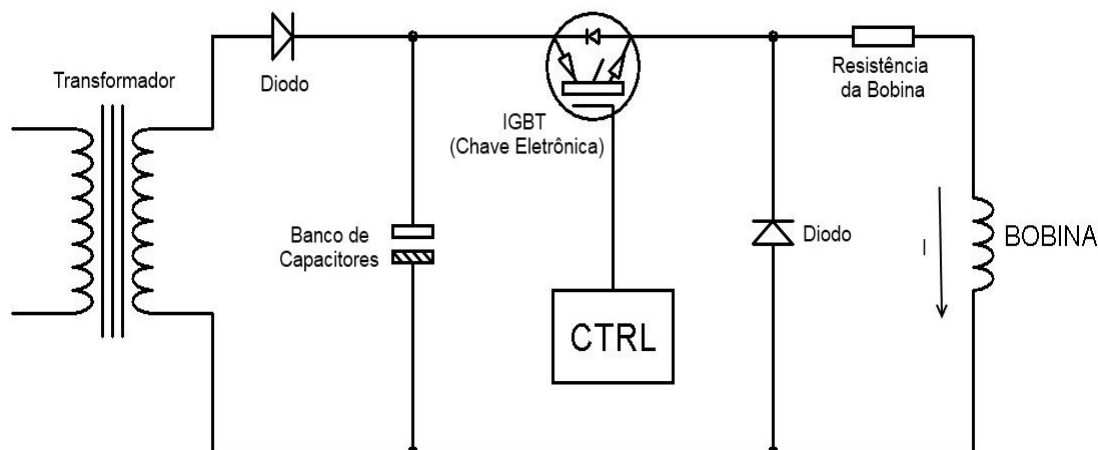 Transformador
Diodo
IGBT
(Chave Eletrônica)
Resistência
da Bobina
Banco de
Capacitores
Diodo
I
BOBINA
CTRL